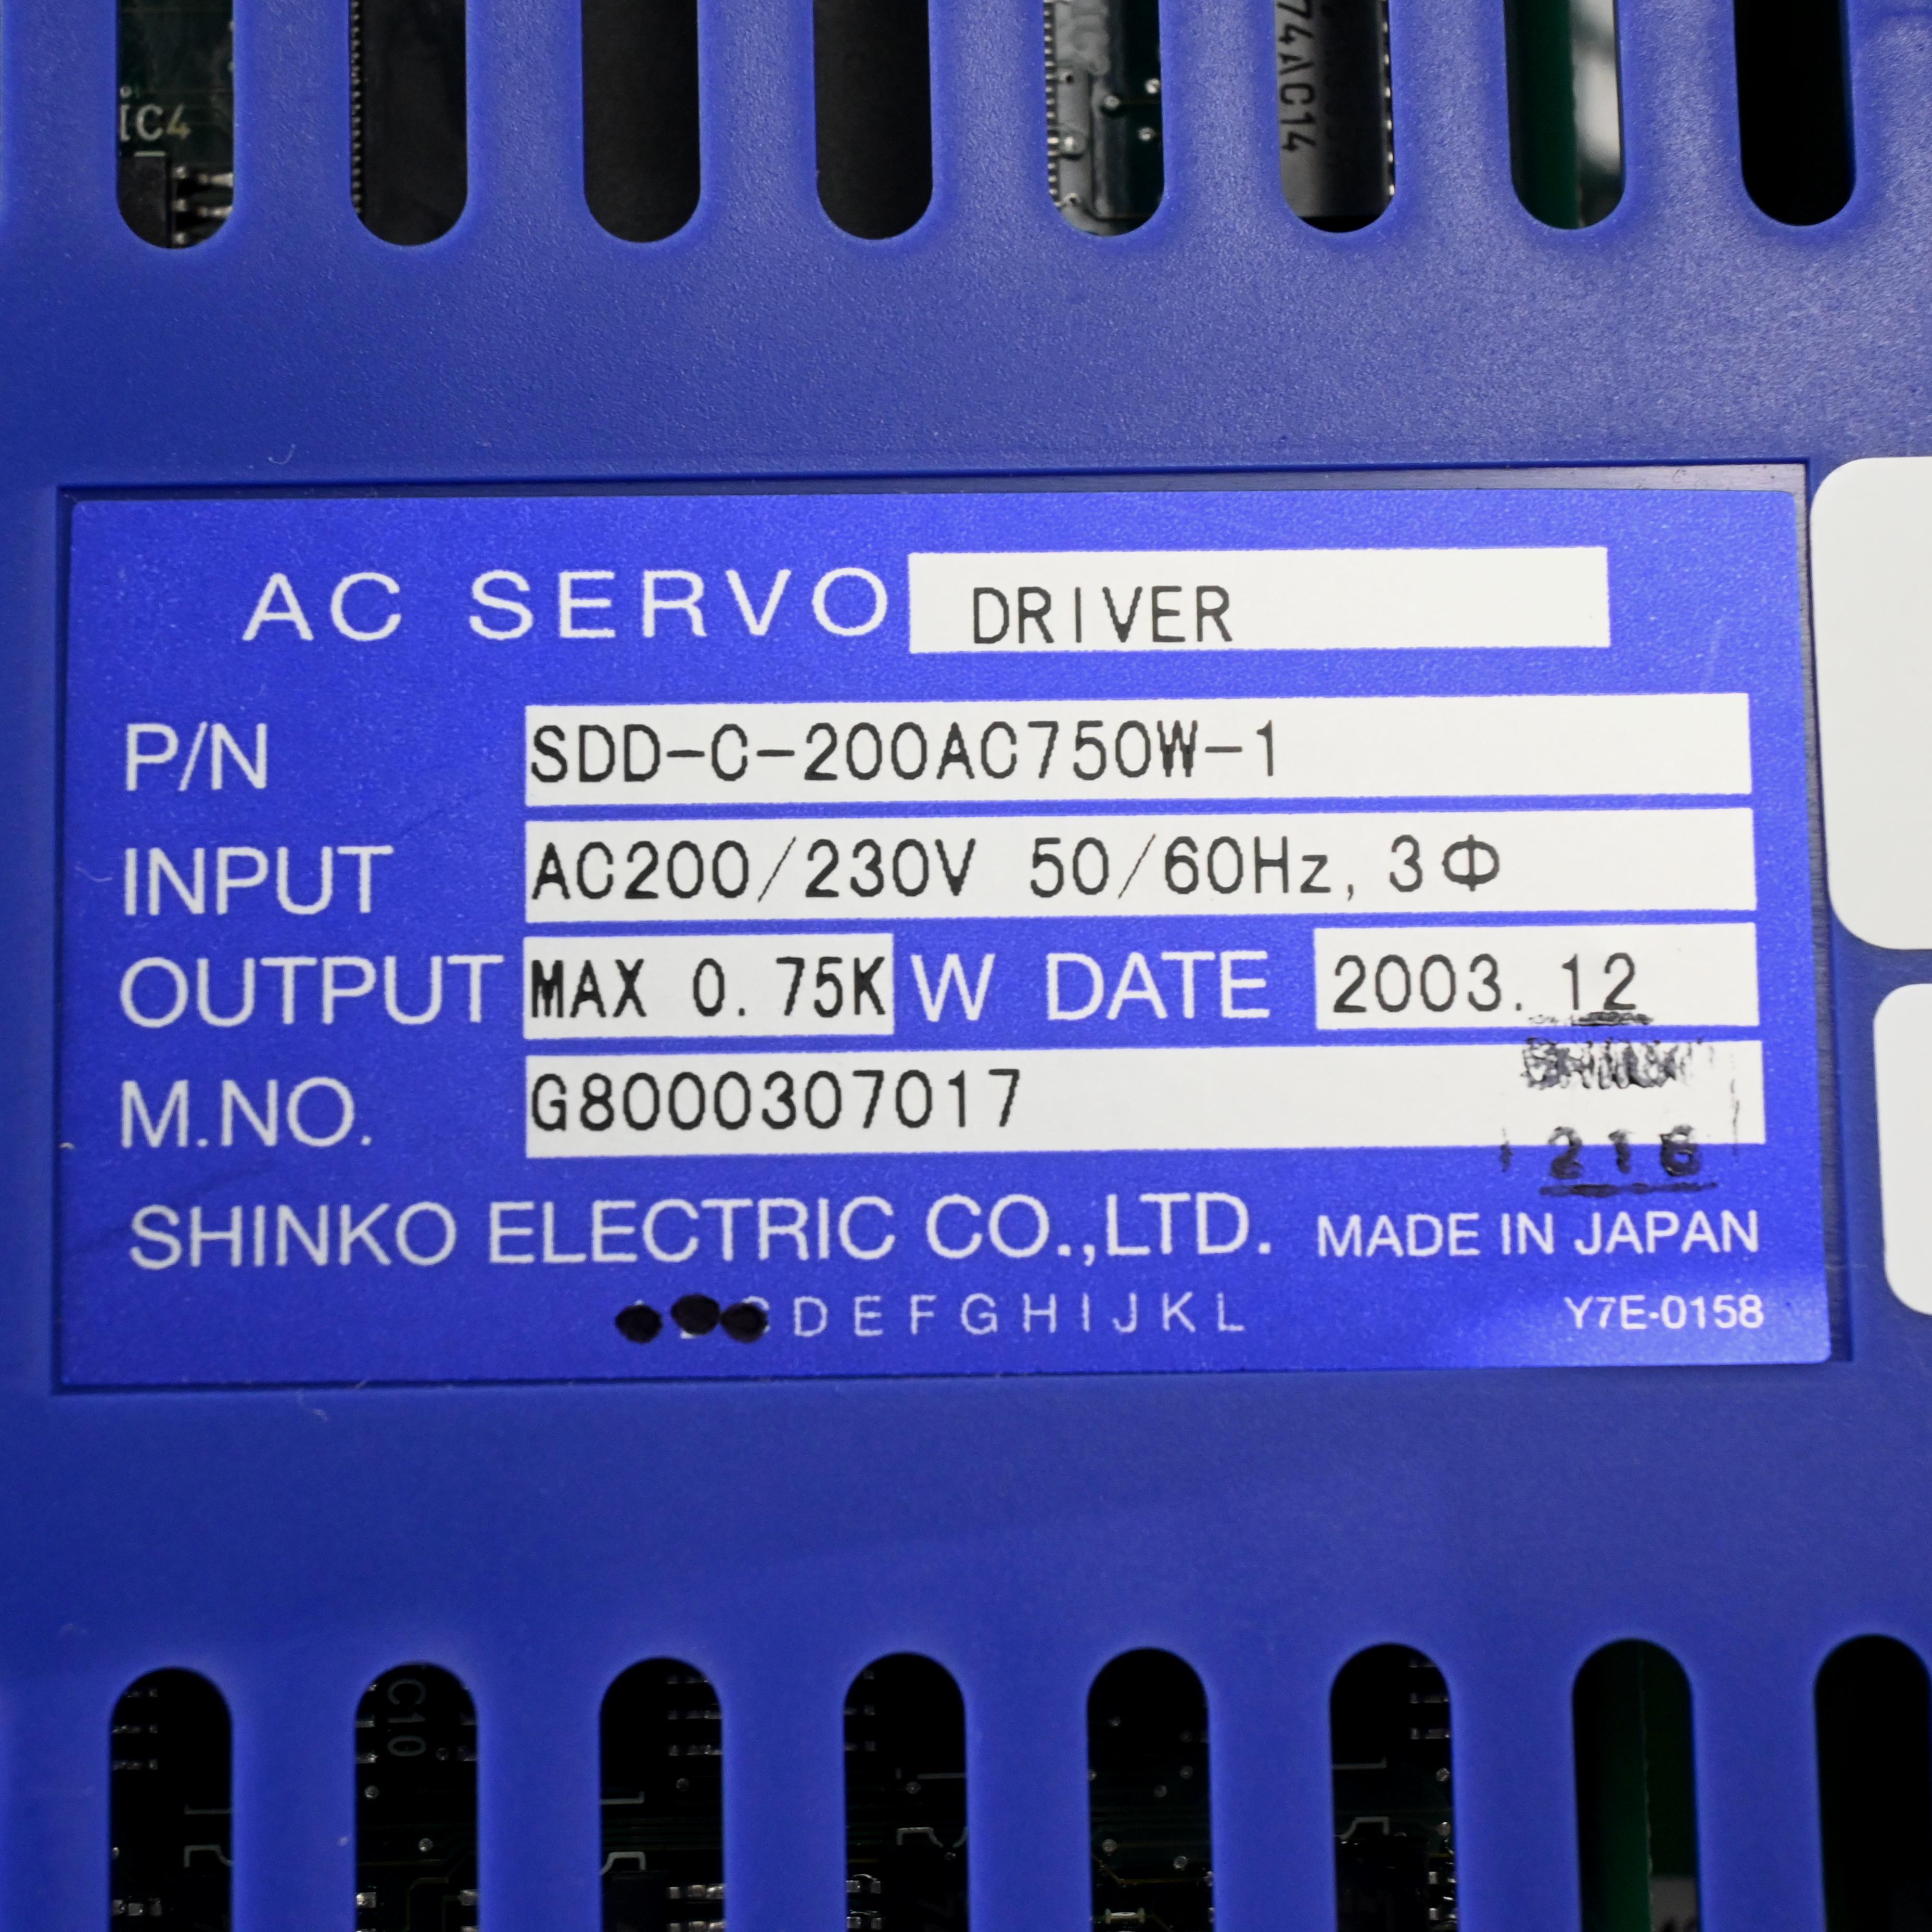 IC4
74AC14
AC SERVO DRIVER
P/N SDD-C-200AC750W-1
INPUT AC200/230V 50/60Hz, 3Φ
OUTPUT MAX 0.75K W DATE 2003.12
M.NO. G8000307017
216
SHINKO ELECTRIC CO.,LTD. MADE IN JAPAN
DEFGHIJKL Y7E-0158
C10